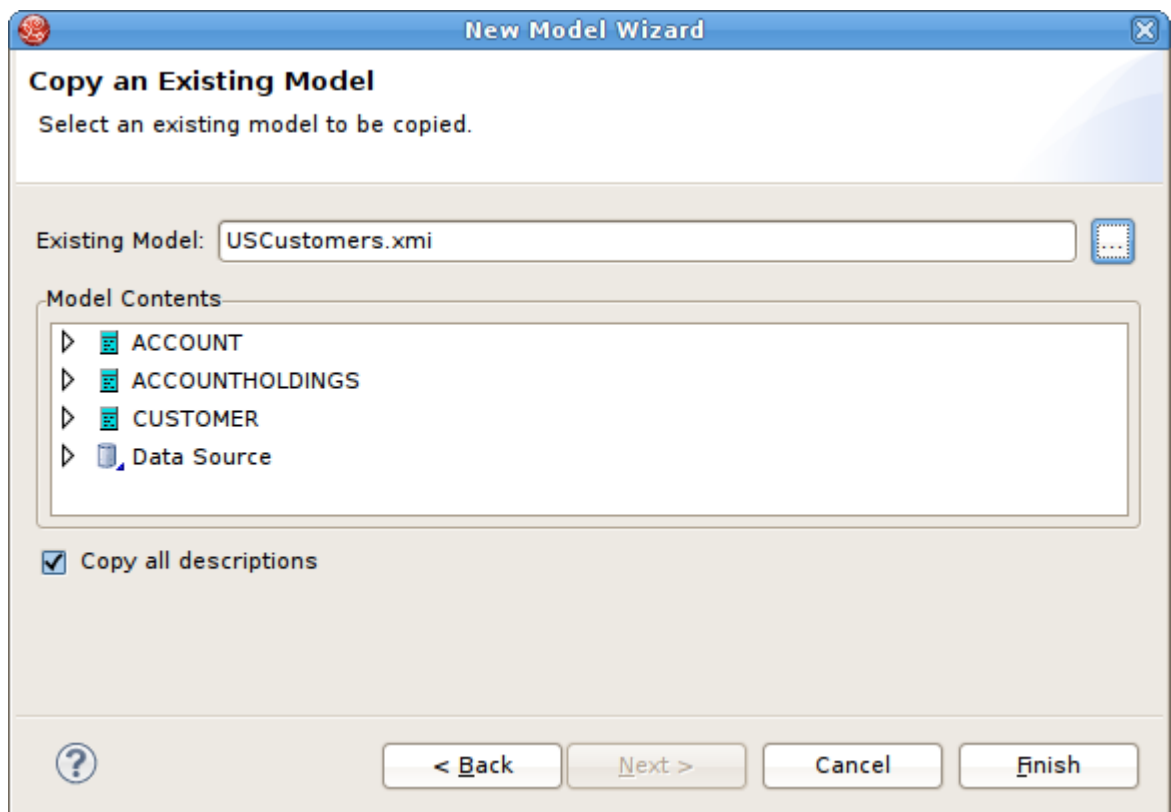 New Model Wizard
Copy an Existing Model
Select an existing model to be copied.
Existing Model: USCustomers.xmi ...
Model Contents
ACCOUNT
ACCOUNTHOLDINGS
CUSTOMER
Data Source
Copy all descriptions
? < Back Next > Cancel Finish